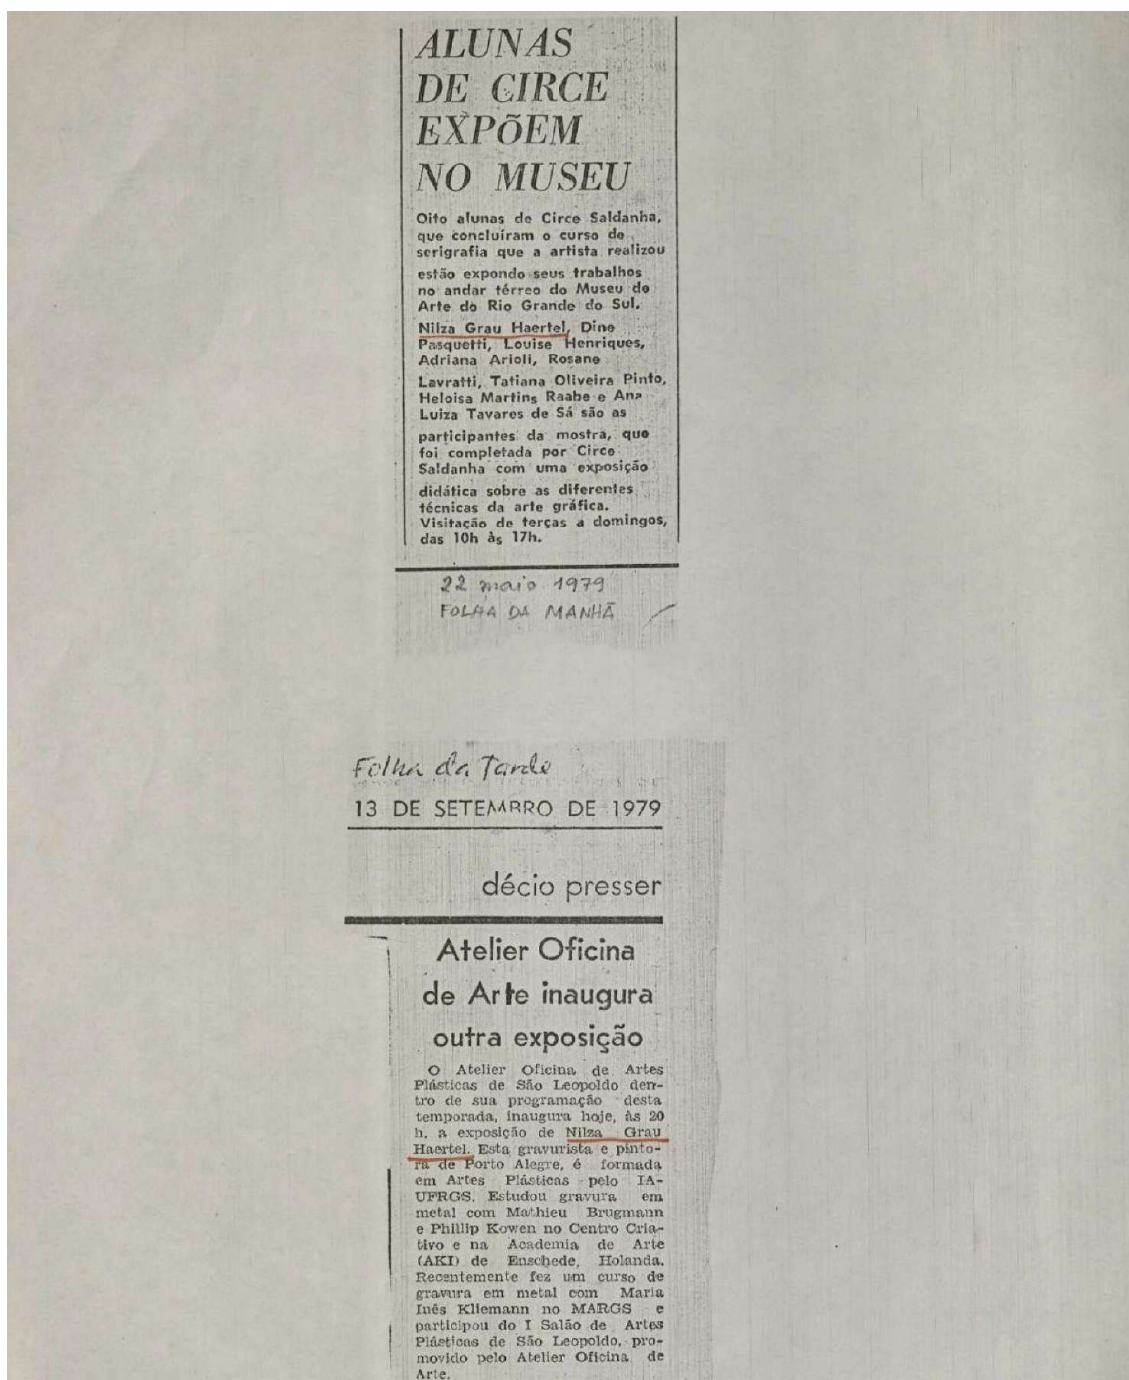 ALUNAS
DE CIRCE
EXPÕEM
NO MUSEU
Oito alunas de Circe Saldanha,
que concluíram o curso de
serigrafia que a artista realizou
estão expondo seus trabalhos
no andar térreo do Museu de
Arte do Rio Grande do Sul.
Nilza Grau Haertel, Dine
Pasquetti, Louise Henriques,
Adriana Arioli, Rosane
Lavratti, Tatiana Oliveira Pinto,
Heloisa Martins Raabe e Ana
Luiza Tavares de Sá são as
participantes da mostra, que
foi completada por Circe
Saldanha com uma exposição
didática sobre as diferentes
técnicas da arte gráfica.
Visitação de terças a domingos,
das 10h às 17h.
22 maio 1979
FOLHA DA MANHÃ
Folha da Tarde
13 DE SETEMBRO DE 1979
décio presser
Atelier Oficina
de Arte inaugura
outra exposição
O Atelier Oficina de Artes
Plásticas de São Leopoldo den-
tro de sua programação desta
temporada, inaugura hoje, às 20
h, a exposição de Nilza Grau
Haertel. Esta gravurista e pinto-
ra de Porto Alegre, é formada
em Artes Plásticas pelo IA-
UFRGS. Estudou gravura em
metal com Mathieu Brugmann
e Phillip Kowen no Centro Cria-
tivo e na Academia de Arte
(AKI) de Enschede, Holanda.
Recentemente fez um curso de
gravura em metal com Maria
Inês Kliemann no MARGS e
participou do I Salão de Artes
Plásticas de São Leopoldo, pro-
movido pelo Atelier Oficina de
Arte.